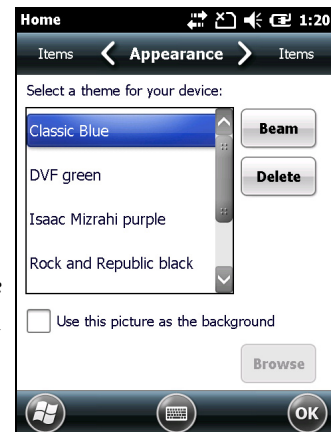 Home 1:20
Items Appearance Items
Select a theme for your device:
Classic Blue
Beam
DVF green
Delete
Isaac Mizrahi purple
Rock and Republic black
Use this picture as the background
Browse
OK